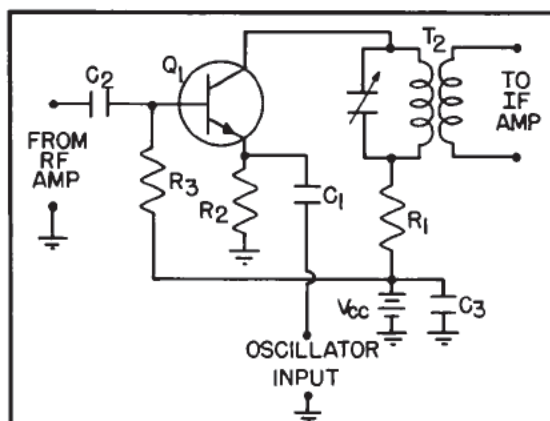 Q1
T2
C2
FROM
RF
AMP
TO
IF
AMP
R3
R2
C1
R1
Vcc
C3
OSCILLATOR
INPUT